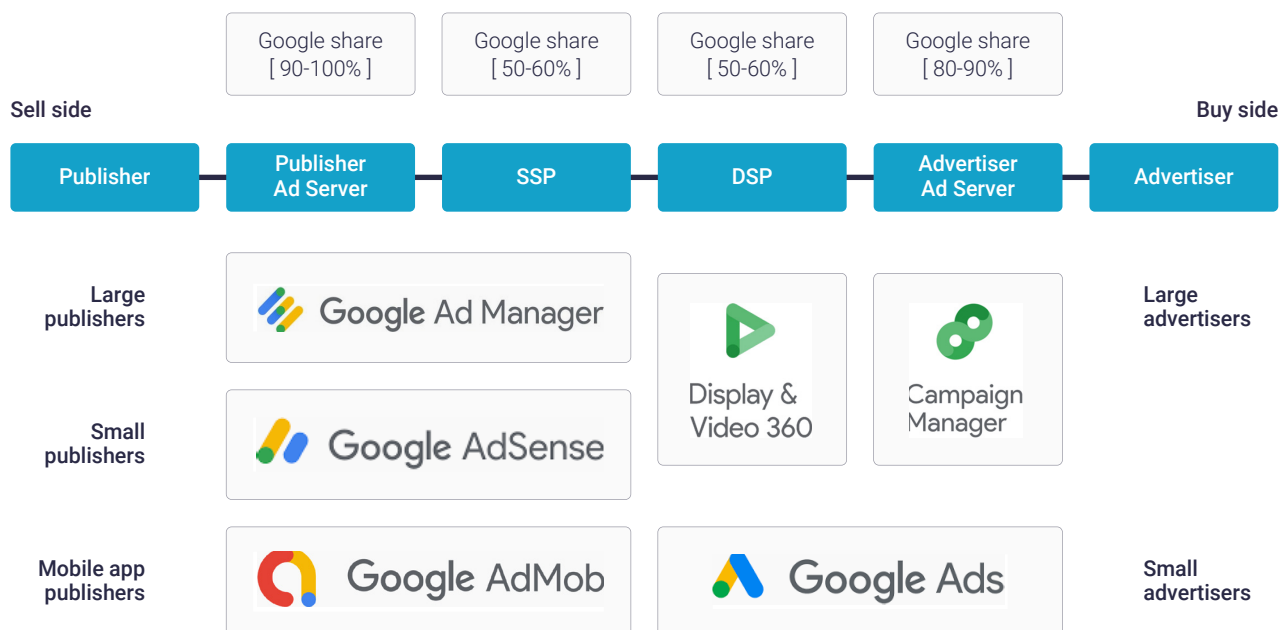 Google share
[ 90-100% ]
Google share
[ 50-60% ]
Google share
[ 50-60% ]
Google share
[ 80-90% ]
Sell side
Buy side
Publisher
Publisher
Ad Server
SSP
DSP
Advertiser
Ad Server
Advertiser
Large
publishers
Google Ad Manager
Display &
Video 360
Campaign
Manager
Large
advertisers
Small
publishers
Google AdSense
Mobile app
publishers
Google AdMob
Google Ads
Small
advertisers